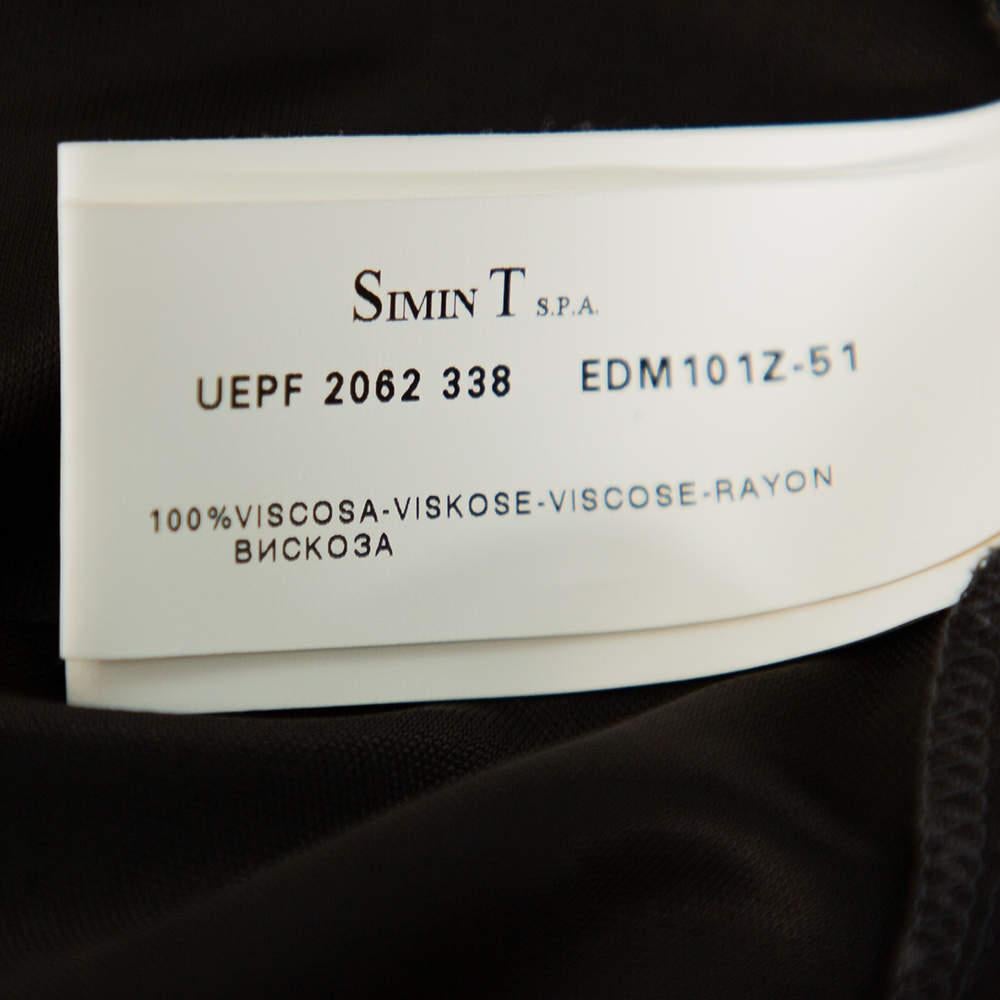 SIMIN T S.P.A.
UEPF 2062 338 EDM101Z-51
100%VISCOSA-VISKOSE-VISCOSE-RAYON
ВИСКОЗА